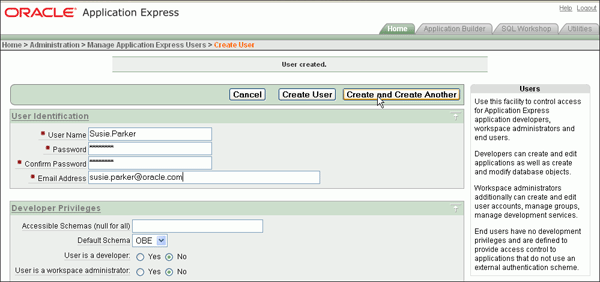 ORACLE Application Express
Help Logout
Home Application Builder SQL Workshop Utilities
Home > Administration > Manage Application Express Users > Create User
User created.
Cancel Create User Create and Create Another
User Identification
User Name Susie.Parker
Password ********
Confirm Password ********
Email Address susie.parker@oracle.com
Developer Privileges
Accessible Schemas (null for all)
Default Schema OBE
User is a developer: Yes No
User is a workspace administrator: Yes No
Users
Use this facility to control access
for Application Express
application developers,
workspace administrators and
end users.
Developers can create and edit
applications as well as create
and modify database objects.
Workspace administrators
additionally can create and edit
user accounts, manage groups,
manage development services.
End users have no development
privileges and are defined to
provide access control to
applications that do not use an
external authentication scheme.